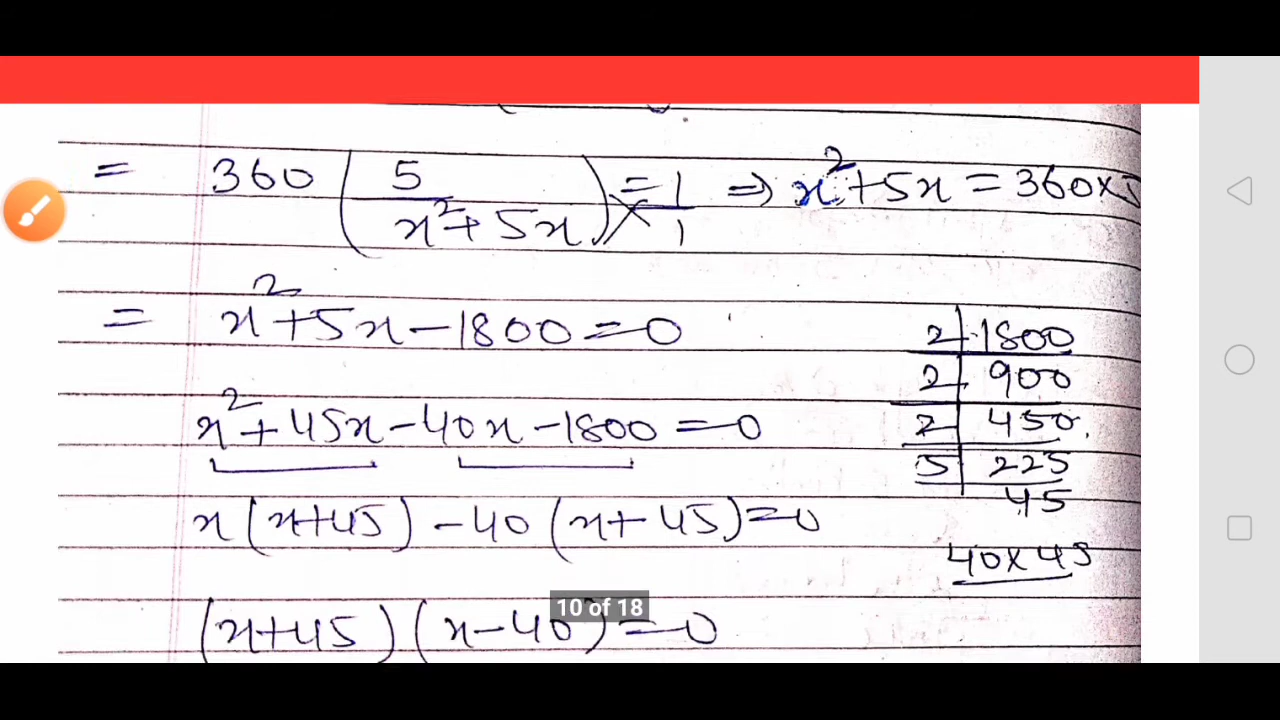 = 360 ( 5 / x² + 5x ) = 1 / 1 ⇒ x² + 5x = 360 × 5
= x² + 5x - 1800 = 0
x² + 45x - 40x - 1800 = 0
x (x + 45) - 40 (x + 45) = 0
(x + 45) (x - 40) = 0
2 | 1800
2 | 900
2 | 450
5 | 225
45
40 × 45
10 of 18